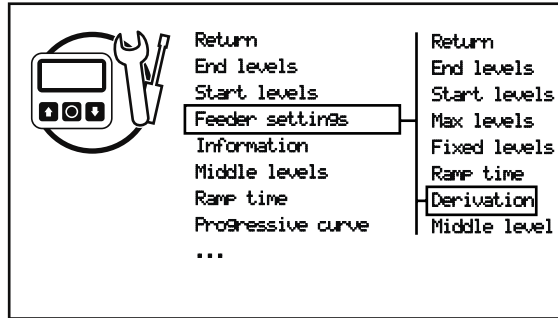 Return
End levels
Start levels
Feeder settings
Information
Middle levels
Ramp time
Progressive curve
...
Return
End levels
Start levels
Max levels
Fixed levels
Ramp time
Derivation
Middle level